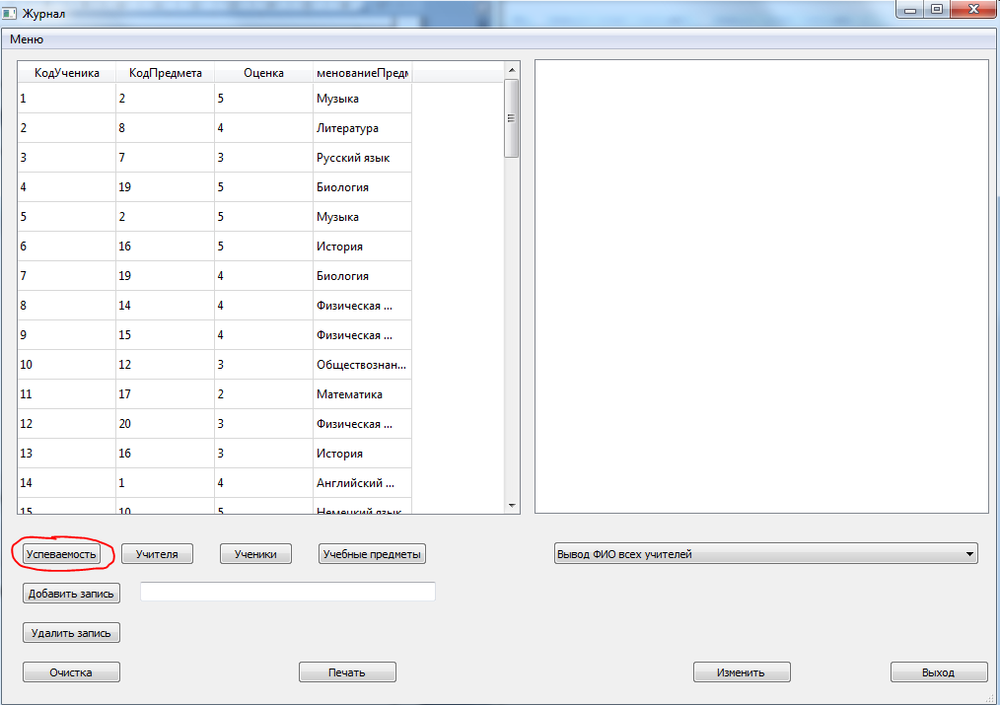 Журнал
Меню
КодУченика КодПредмета Оценка менованиеПредм
1 2 5 Музыка
2 8 4 Литература
3 7 3 Русский язык
4 19 5 Биология
5 2 5 Музыка
6 16 5 История
7 19 4 Биология
8 14 4 Физическая ...
9 15 4 Физическая ...
10 12 3 Обществознан...
11 17 2 Математика
12 20 3 Физическая ...
13 16 3 История
14 1 4 Английский ...
15 10 5 Немецкий язык
Успеваемость Учителя Ученики Учебные предметы Вывод ФИО всех учителей
Добавить запись
Удалить запись
Очистка Печать Изменить Выход